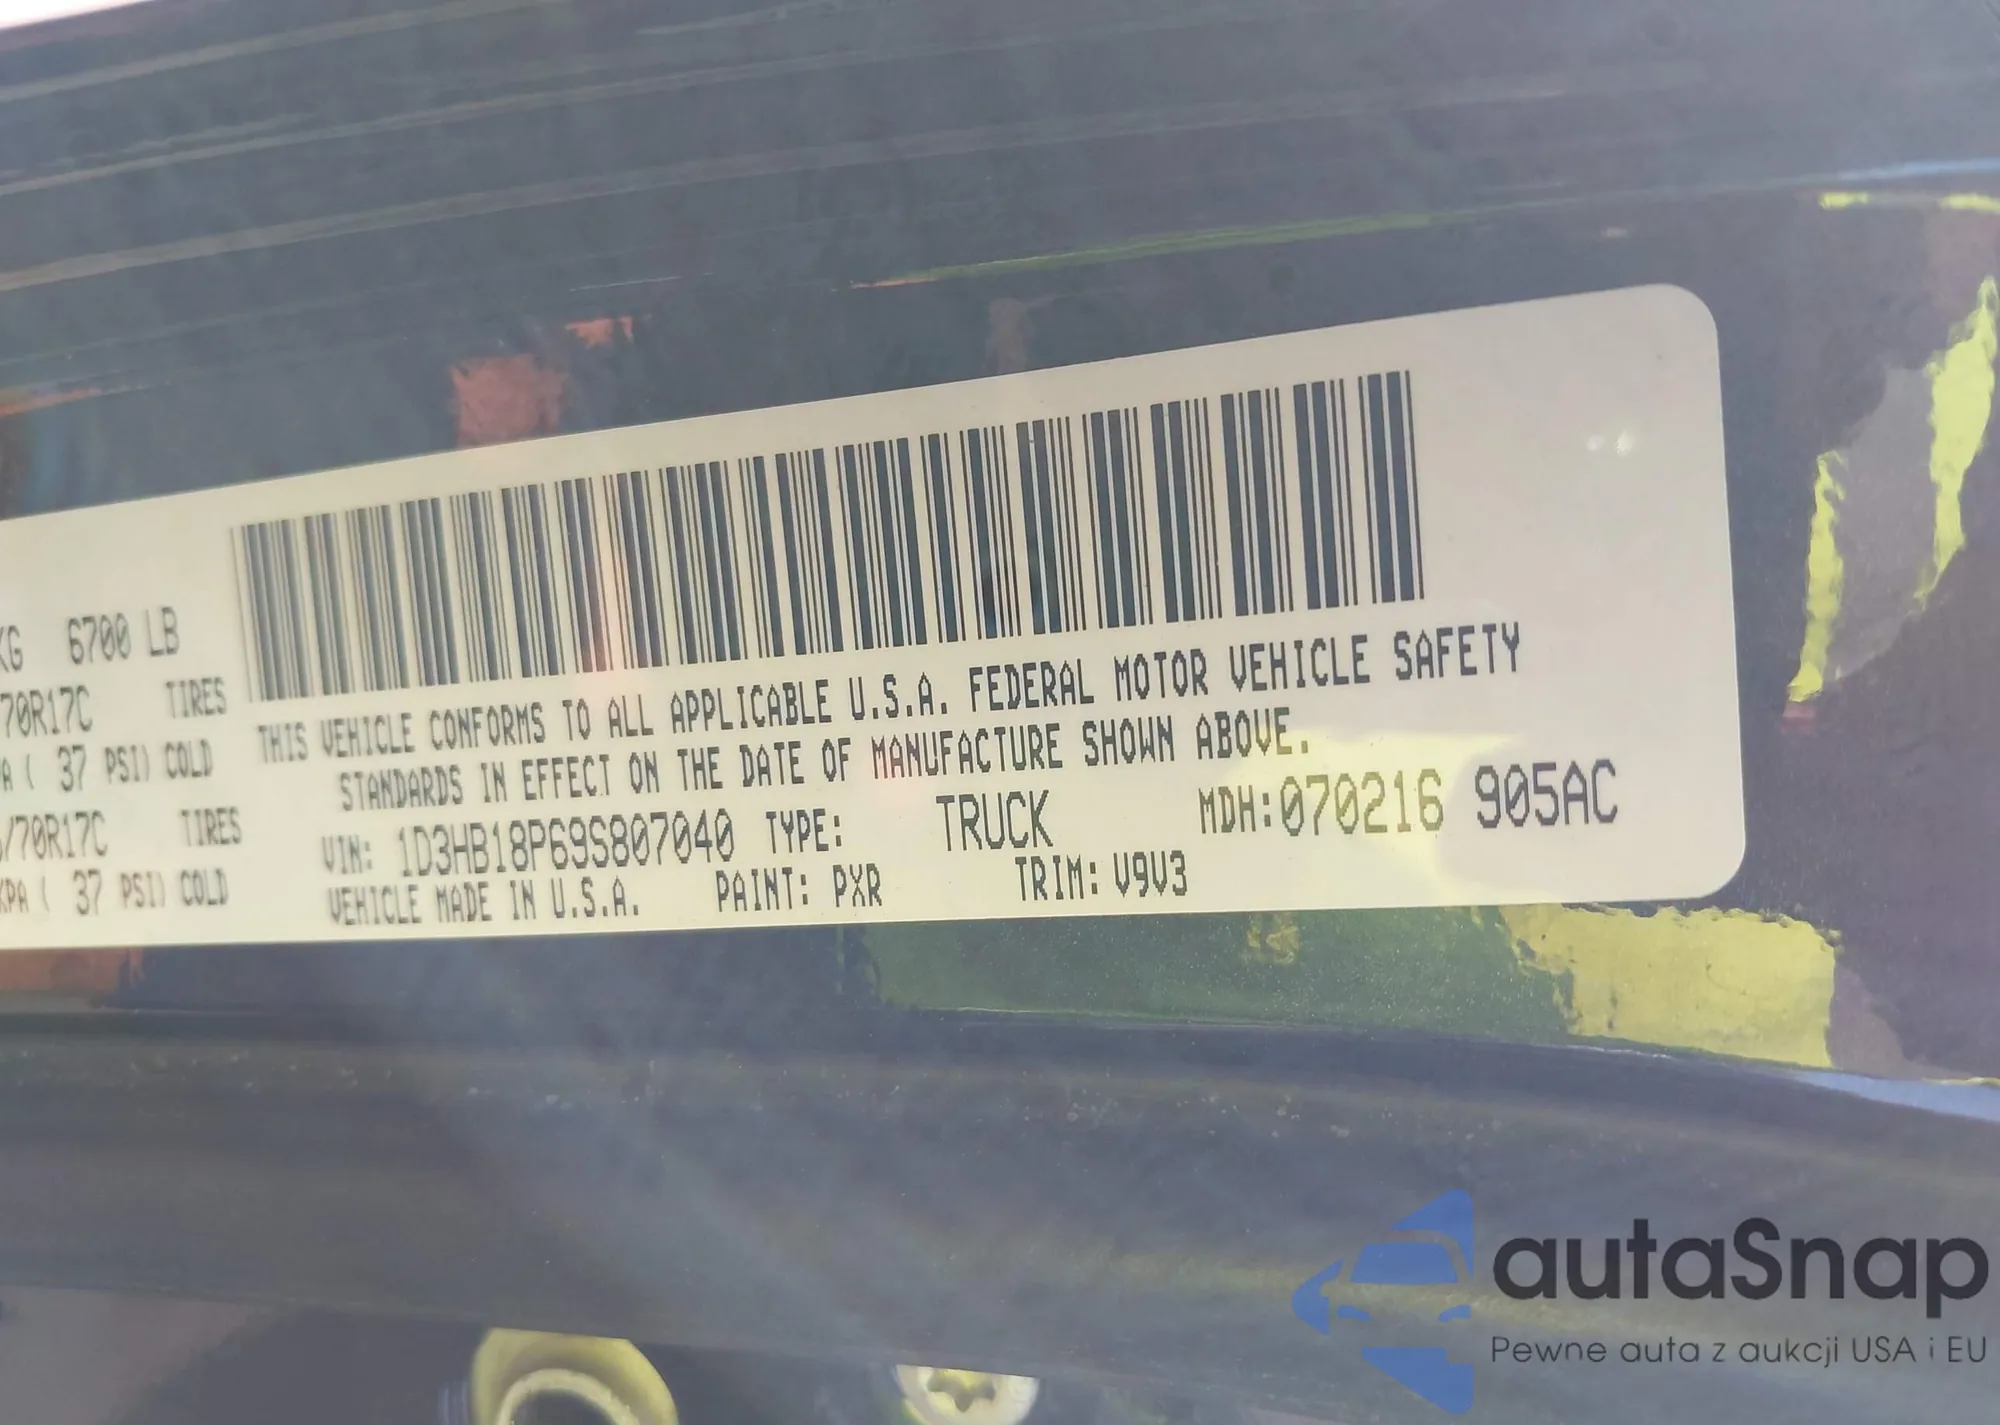 KG 6700 LB
70R17C TIRES
A ( 37 PSI) COLD
/70R17C TIRES
KPA ( 37 PSI) COLD
THIS VEHICLE CONFORMS TO ALL APPLICABLE U.S.A. FEDERAL MOTOR VEHICLE SAFETY
STANDARDS IN EFFECT ON THE DATE OF MANUFACTURE SHOWN ABOVE.
VIN: 1D3HB18P69S807040 TYPE: TRUCK MDH:070216 905AC
VEHICLE MADE IN U.S.A. PAINT: PXR TRIM: V9V3
autaSnap
Pewne auta z aukcji USA i EU